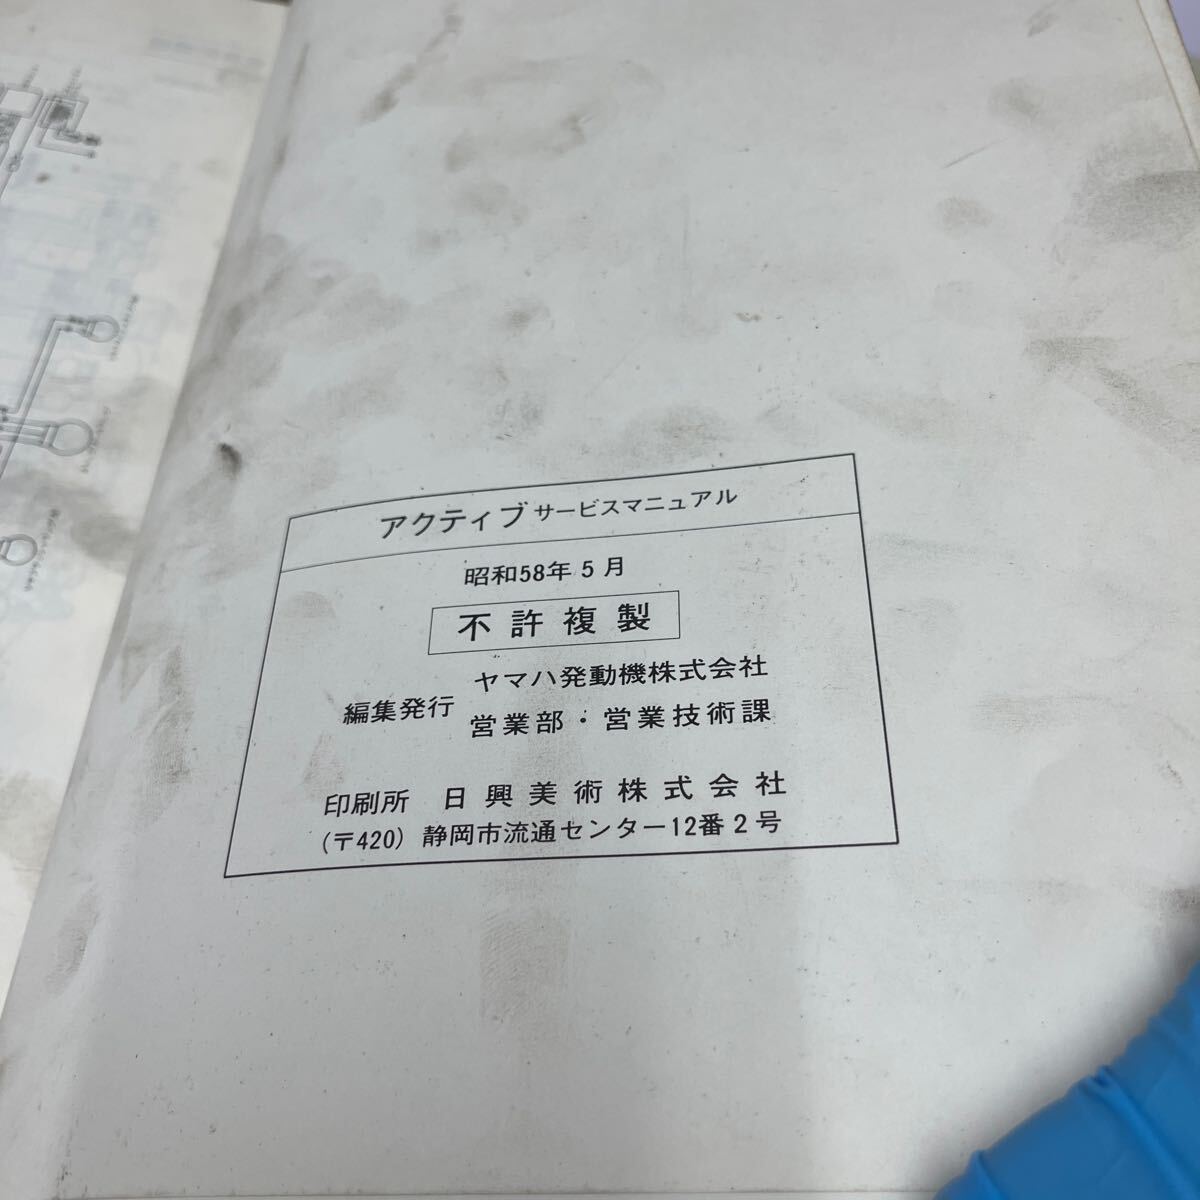 アクティブ サービスマニュアル
昭和58年5月
不許複製
編集発行 ヤマハ発動機株式会社
営業部・営業技術課
印刷所 日興美術株式会社
(〒420) 静岡市流通センター12番2号